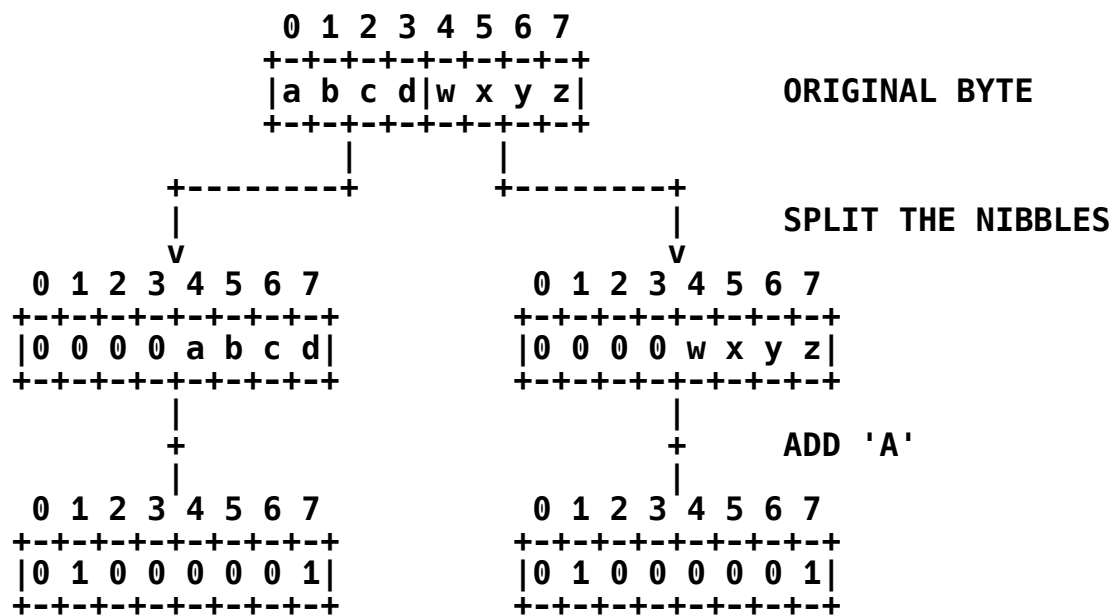 0 1 2 3 4 5 6 7
+-+-+-+-+-+-+-+-+
|a b c d|w x y z| ORIGINAL BYTE
+-+-+-+-+-+-+-+-+
| |
+--------+ +--------+
| | SPLIT THE NIBBLES
v v
0 1 2 3 4 5 6 7 0 1 2 3 4 5 6 7
+-+-+-+-+-+-+-+-+ +-+-+-+-+-+-+-+-+
|0 0 0 0 a b c d| |0 0 0 0 w x y z|
+-+-+-+-+-+-+-+-+ +-+-+-+-+-+-+-+-+
| |
+ + ADD 'A'
| |
0 1 2 3 4 5 6 7 0 1 2 3 4 5 6 7
+-+-+-+-+-+-+-+-+ +-+-+-+-+-+-+-+-+
|0 1 0 0 0 0 0 1| |0 1 0 0 0 0 0 1|
+-+-+-+-+-+-+-+-+ +-+-+-+-+-+-+-+-+